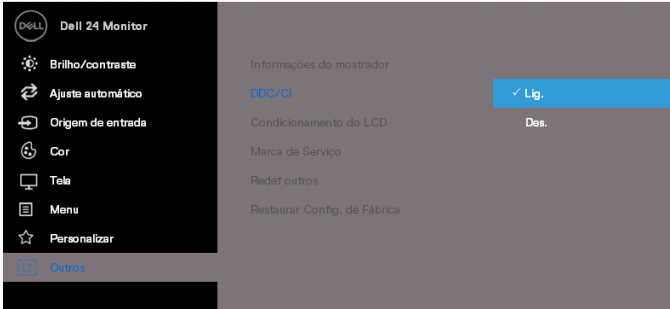 DELL
Dell 24 Monitor
Brilho/contraste
Ajuste automático
Origem de entrada
Cor
Tela
Menu
Personalizar
Outros
Informações do mostrador
DDC/CI
Condicionamento do LCD
Marca de Serviço
Redef outros
Restaurar Config. de Fábrica
✓ Lig.
Des.